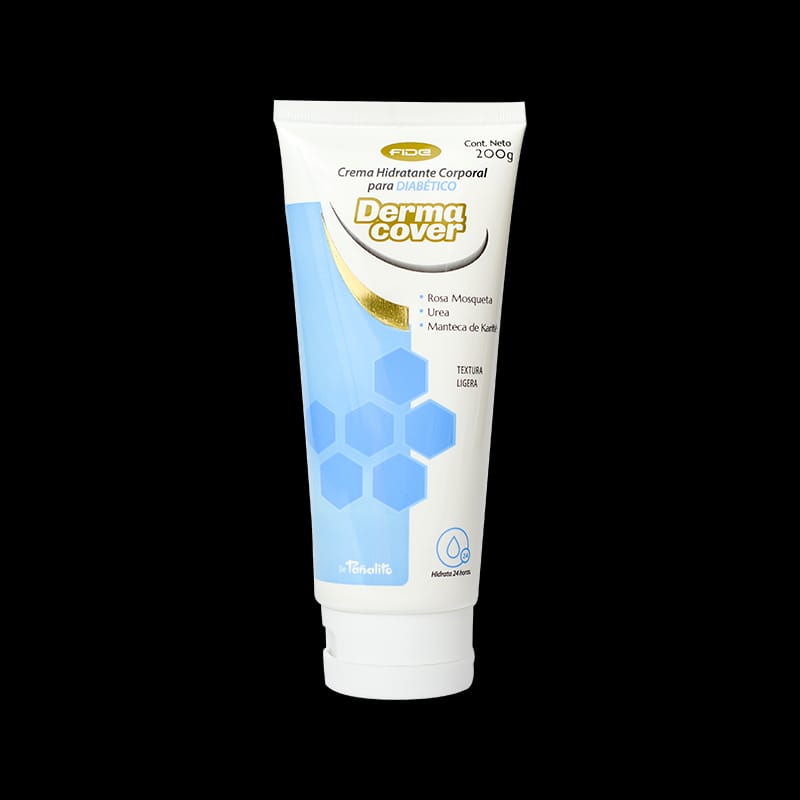 FIDE
Cont. Neto
200g
Crema Hidratante Corporal
para DIABÉTICO
Derma
cover
• Rosa Mosqueta
• Urea
• Manteca de Karité
TEXTURA
LIGERA
24
Hidrata 24 horas
De Pañalito